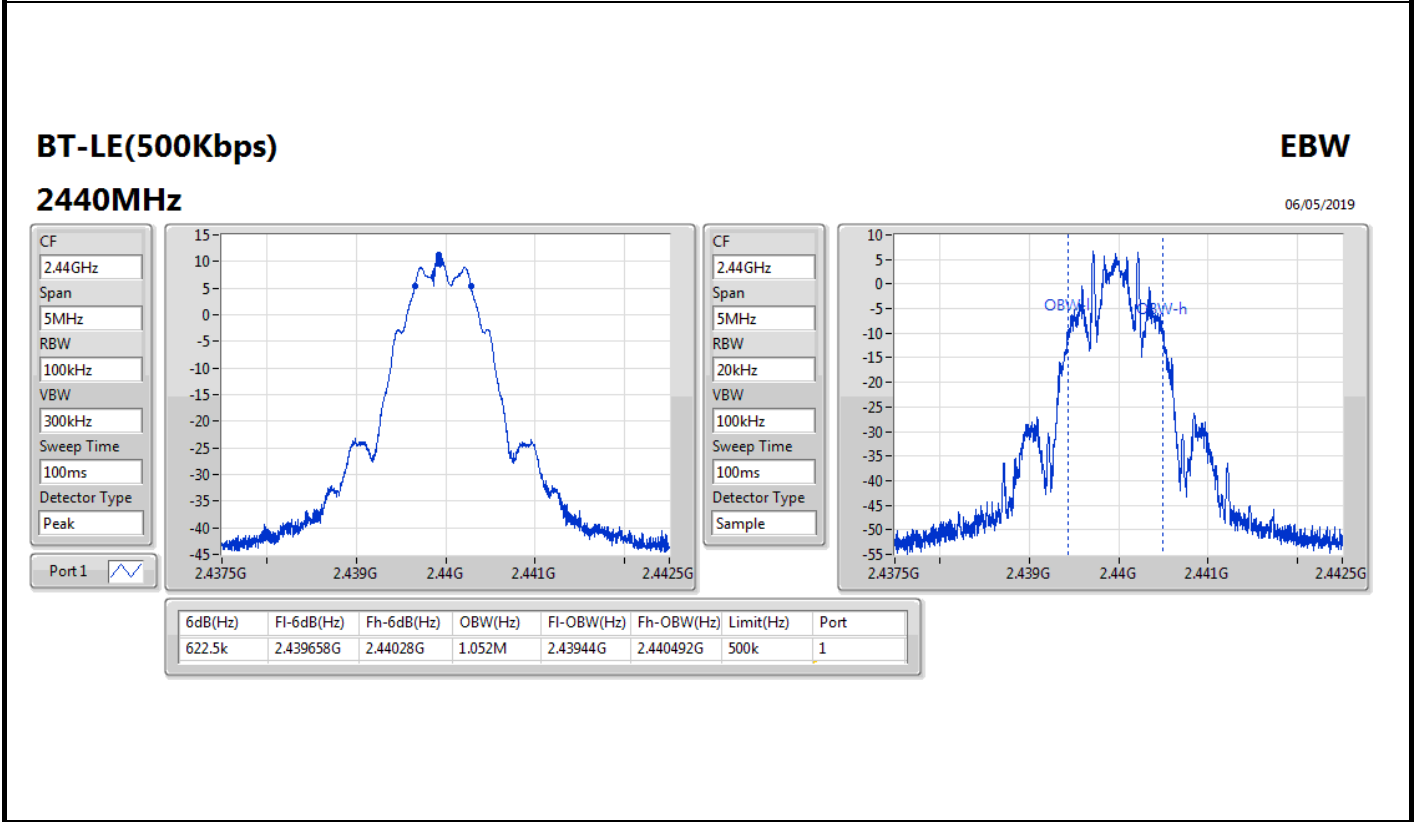 BT-LE(500Kbps)
EBW
2440MHz
06/05/2019
CF
2.44GHz
Span
5MHz
RBW
100kHz
VBW
300kHz
Sweep Time
100ms
Detector Type
Peak
Port 1
15
10
5
0
-5
-10
-15
-20
-25
-30
-35
-40
-45
2.4375G 2.439G 2.44G 2.441G 2.4425G
CF
2.44GHz
Span
5MHz
RBW
20kHz
VBW
100kHz
Sweep Time
100ms
Detector Type
Sample
10
5
0
-5
-10
-15
-20
-25
-30
-35
-40
-45
-50
-55
OBW-l OBW-h
2.4375G 2.439G 2.44G 2.441G 2.4425G
6dB(Hz) Fl-6dB(Hz) Fh-6dB(Hz) OBW(Hz) Fl-OBW(Hz) Fh-OBW(Hz) Limit(Hz) Port
622.5k 2.439658G 2.44028G 1.052M 2.43944G 2.440492G 500k 1